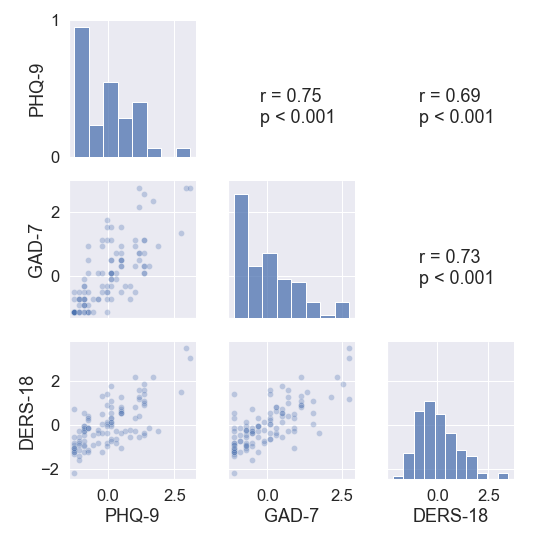 1
PHQ-9
0
r = 0.75
p < 0.001
r = 0.69
p < 0.001
2
GAD-7
0
r = 0.73
p < 0.001
2
DERS-18
0
−2
0.0 2.5
PHQ-9
0.0 2.5
GAD-7
0.0 2.5
DERS-18